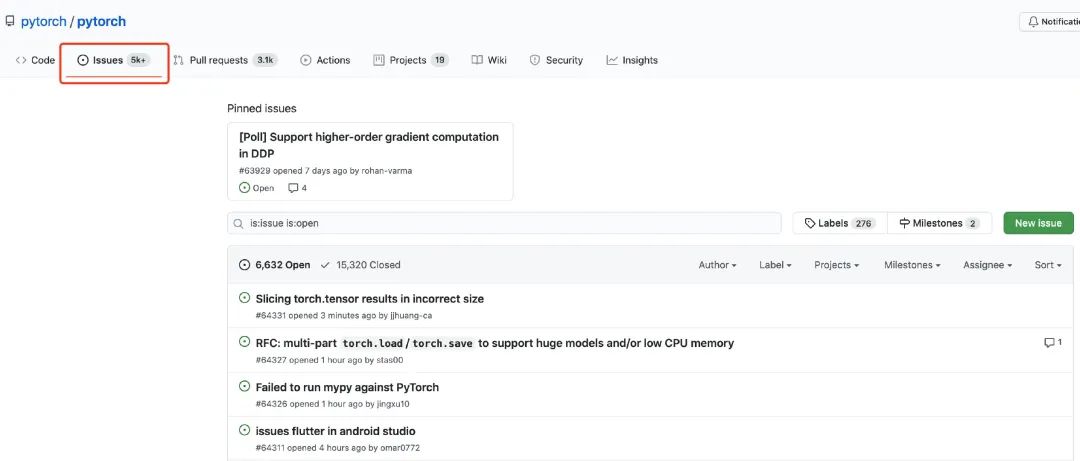 pytorch / pytorch
Notificatio
Code Issues 5k+ Pull requests 3.1k Actions Projects 19 Wiki Security Insights
Pinned issues
[Poll] Support higher-order gradient computation
in DDP
#63929 opened 7 days ago by rohan-varma
Open 4
is:issue is:open
Labels 276 Milestones 2 New issue
6,632 Open 15,320 Closed Author Label Projects Milestones Assignee Sort
Slicing torch.tensor results in incorrect size
#64331 opened 3 minutes ago by jjhuang-ca
RFC: multi-part torch.load/torch.save to support huge models and/or low CPU memory 1
#64327 opened 1 hour ago by stas00
Failed to run mypy against PyTorch
#64326 opened 1 hour ago by jingxu10
issues flutter in android studio
#64311 opened 4 hours ago by omar0772